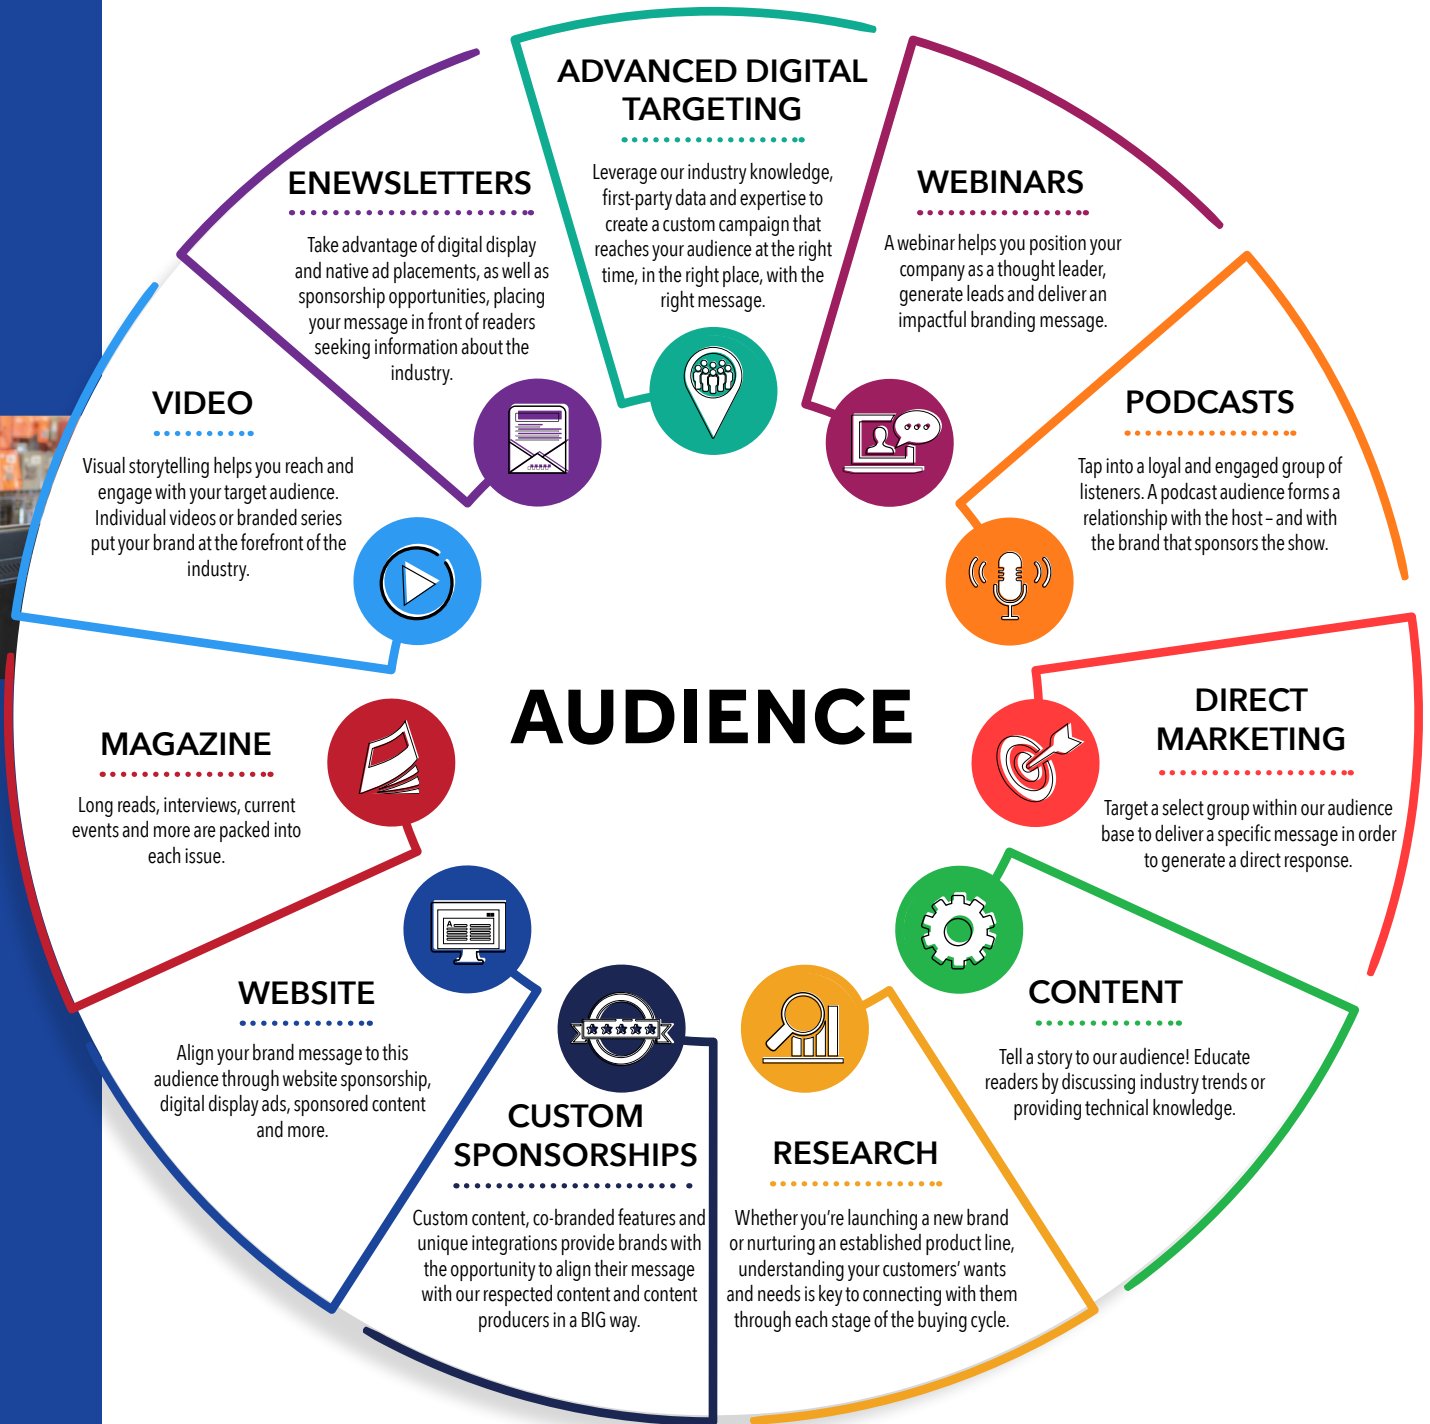 ADVANCED DIGITAL
TARGETING
Leverage our industry knowledge,
first-party data and expertise to
create a custom campaign that
reaches your audience at the right
time, in the right place, with the
right message.
WEBINARS
A webinar helps you position your
company as a thought leader,
generate leads and deliver an
impactful branding message.
PODCASTS
Tap into a loyal and engaged group of
listeners. A podcast audience forms a
relationship with the host – and with
the brand that sponsors the show.
DIRECT
MARKETING
Target a select group within our audience
base to deliver a specific message in order
to generate a direct response.
CONTENT
Tell a story to our audience! Educate
readers by discussing industry trends or
providing technical knowledge.
RESEARCH
Whether you’re launching a new brand
or nurturing an established product line,
understanding your customers’ wants
and needs is key to connecting with them
through each stage of the buying cycle.
CUSTOM
SPONSORSHIPS
Custom content, co-branded features and
unique integrations provide brands with
the opportunity to align their message
with our respected content and content
producers in a BIG way.
WEBSITE
Align your brand message to this
audience through website sponsorship,
digital display ads, sponsored content
and more.
MAGAZINE
Long reads, interviews, current
events and more are packed into
each issue.
VIDEO
Visual storytelling helps you reach and
engage with your target audience.
Individual videos or branded series
put your brand at the forefront of the
industry.
ENEWSLETTERS
Take advantage of digital display
and native ad placements, as well as
sponsorship opportunities, placing
your message in front of readers
seeking information about the
industry.
AUDIENCE